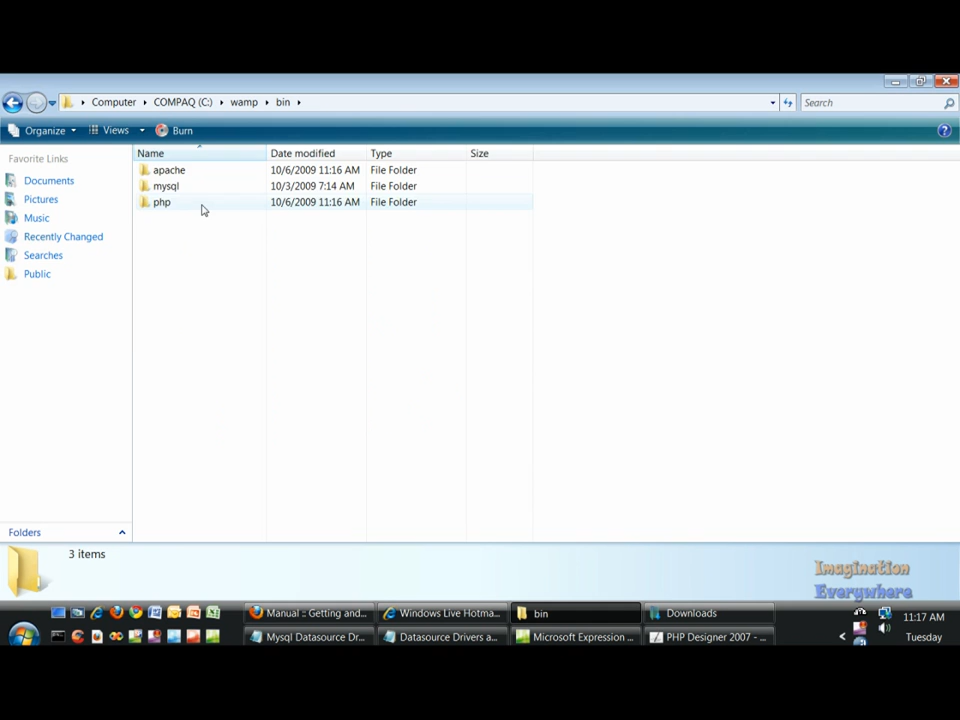 Computer COMPAQ (C:) wamp bin
Search
Organize Views Burn
Favorite Links
Name Date modified Type Size
apache 10/6/2009 11:16 AM File Folder
mysql 10/3/2009 7:14 AM File Folder
php 10/6/2009 11:16 AM File Folder
Documents
Pictures
Music
Recently Changed
Searches
Public
Folders
3 items
Imagination
Everywhere
Manual :: Getting and... Windows Live Hotma... bin Downloads
11:17 AM
Mysql Datasource Dr... Datasource Drivers a... Microsoft Expression ... PHP Designer 2007 - ...
Tuesday